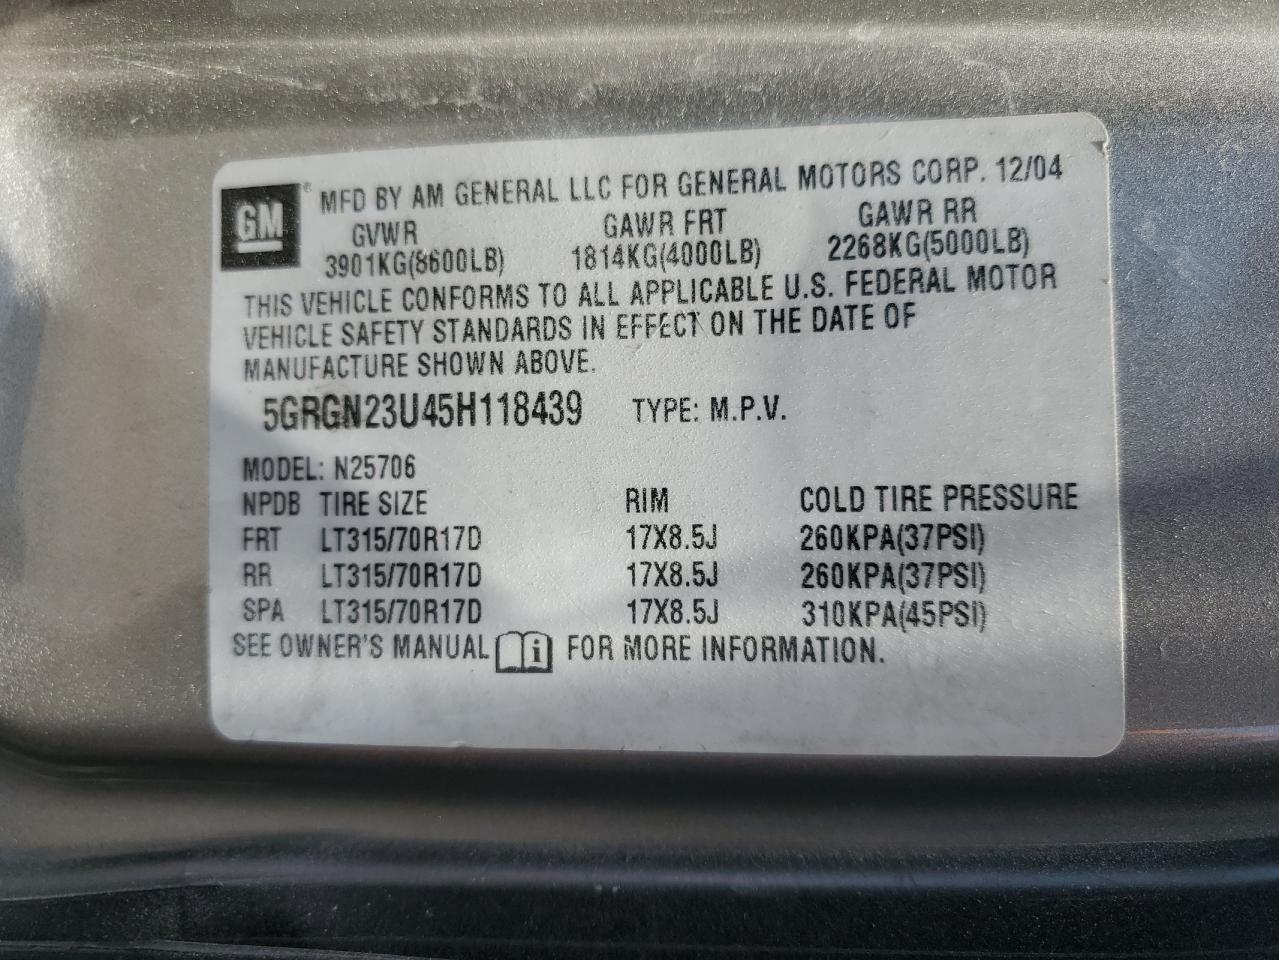 GM® MFD BY AM GENERAL LLC FOR GENERAL MOTORS CORP. 12/04
GVWR GAWR FRT GAWR RR
3901KG(8600LB) 1814KG(4000LB) 2268KG(5000LB)
THIS VEHICLE CONFORMS TO ALL APPLICABLE U.S. FEDERAL MOTOR
VEHICLE SAFETY STANDARDS IN EFFECT ON THE DATE OF
MANUFACTURE SHOWN ABOVE.
5GRGN23U45H118439 TYPE: M.P.V.
MODEL: N25706
NPDB TIRE SIZE RIM COLD TIRE PRESSURE
FRT LT315/70R17D 17X8.5J 260KPA(37PSI)
RR LT315/70R17D 17X8.5J 260KPA(37PSI)
SPA LT315/70R17D 17X8.5J 310KPA(45PSI)
SEE OWNER'S MANUAL i FOR MORE INFORMATION.